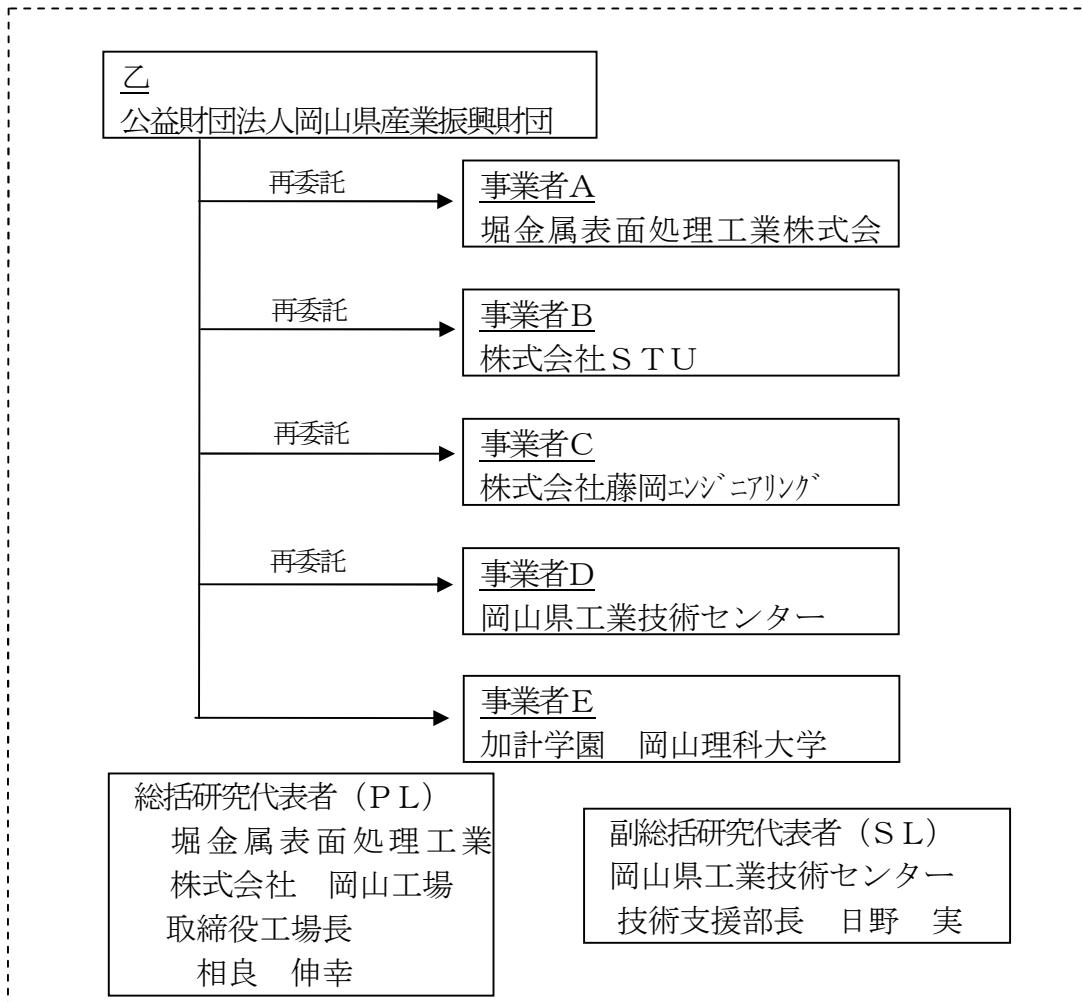 乙
公益財団法人岡山県産業振興財団
再委託
事業者A
堀金属表面処理工業株式会
再委託
事業者B
株式会社STU
再委託
事業者C
株式会社藤岡ｴﾝｼﾞﾆｱﾘﾝｸﾞ
再委託
事業者D
岡山県工業技術センター
事業者E
加計学園　岡山理科大学
総括研究代表者（PL）
堀金属表面処理工業
株式会社　岡山工場
取締役工場長
相良　伸幸
副総括研究代表者（SL）
岡山県工業技術センター
技術支援部長　日野　実